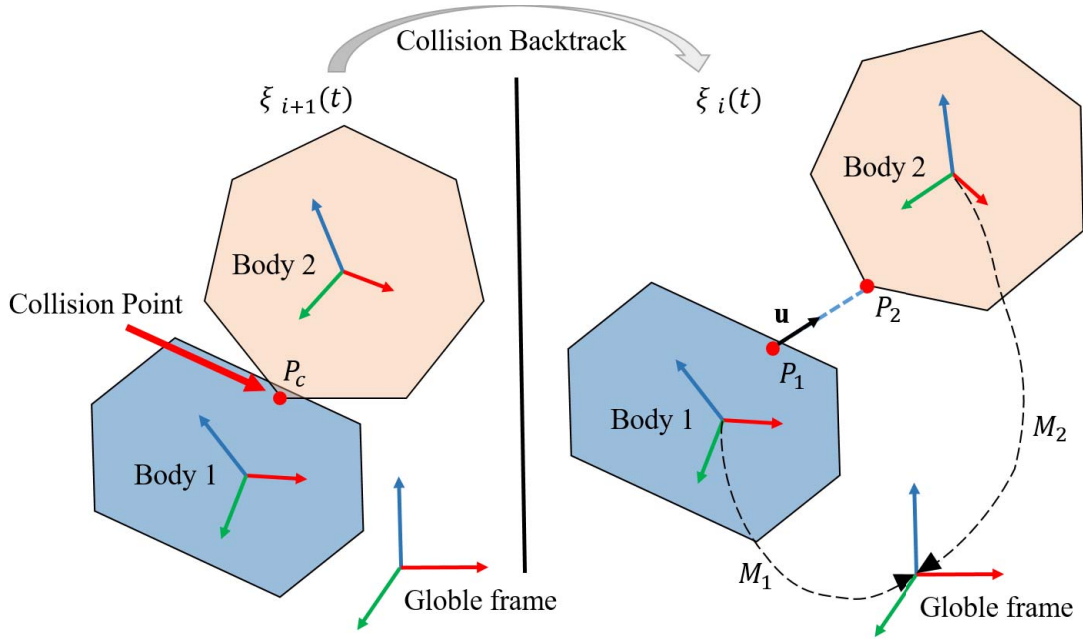 Collision Backtrack
ξ i+1(t)
Body 2
Collision Point
P_c
Body 1
Globle frame
ξ i(t)
Body 2
u
P_2
P_1
Body 1
M_2
M_1
Globle frame